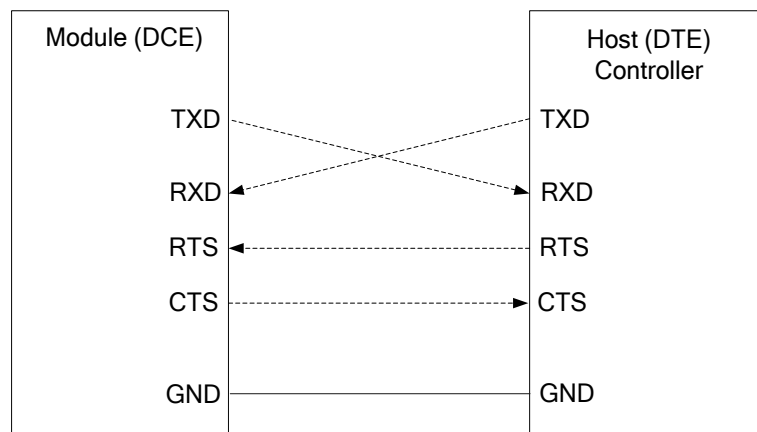 Module (DCE)
TXD
RXD
RTS
CTS
GND
Host (DTE)
Controller
TXD
RXD
RTS
CTS
GND